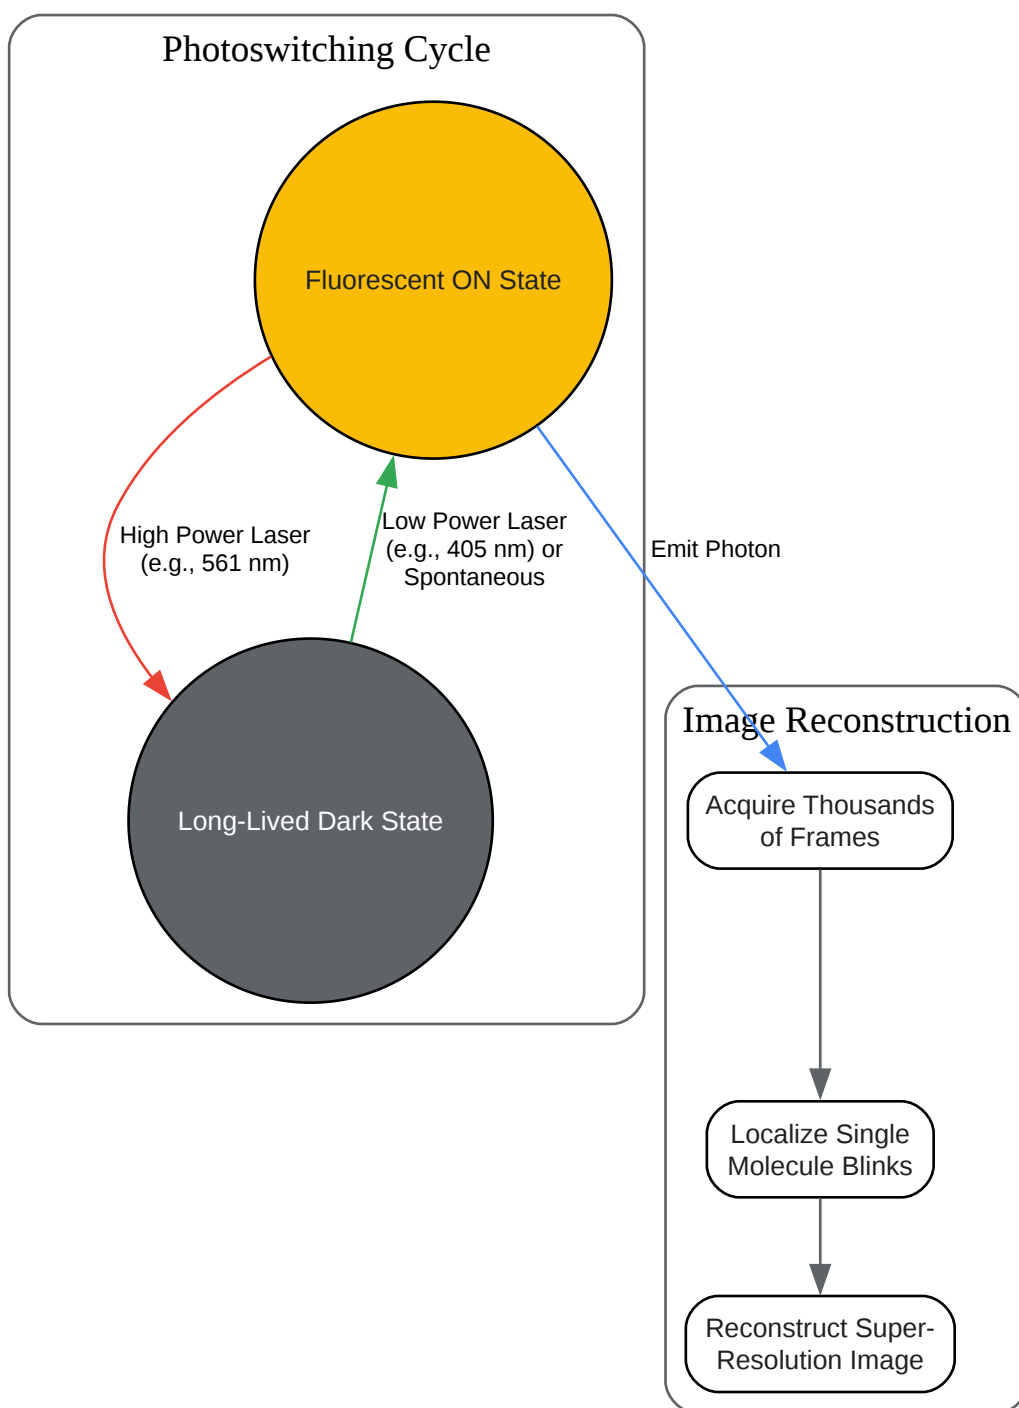 Photoswitching Cycle
Fluorescent ON State
High Power Laser
(e.g., 561 nm)
Low Power Laser
(e.g., 405 nm) or
Spontaneous
Emit Photon
Long-Lived Dark State
Image Reconstruction
Acquire Thousands
of Frames
Localize Single
Molecule Blinks
Reconstruct Super-
Resolution Image